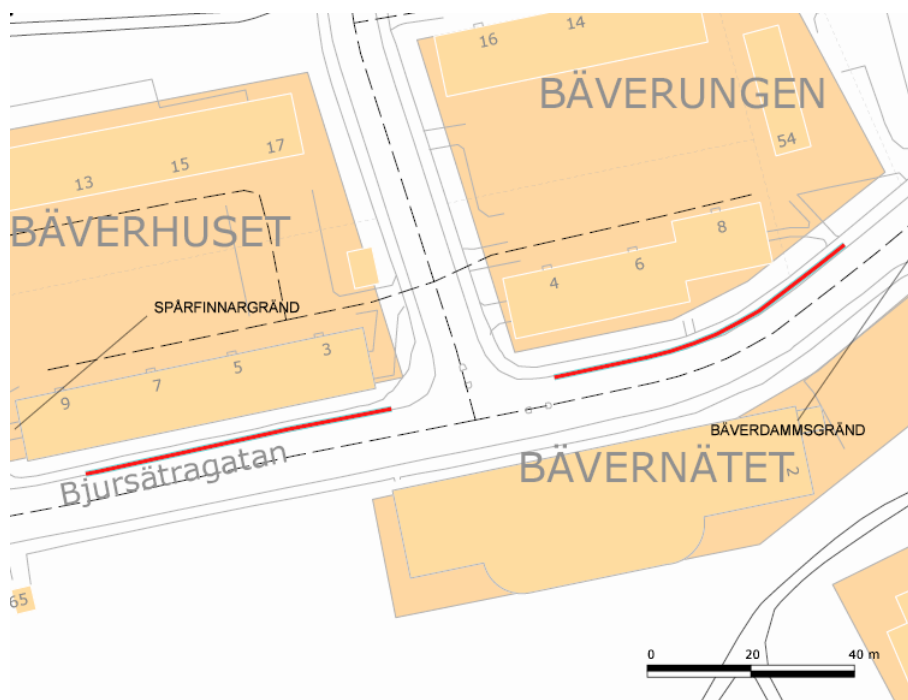 16
14
BÄVERUNGEN
54
17
15
13
BÄVERHUSET
8
6
4
SPÅRFINNARGRÄND
3
5
7
9
BÄVERDAMMSGRÄND
Bjursätragatan
BÄVERNÄTET
2
65
0 20 40 m